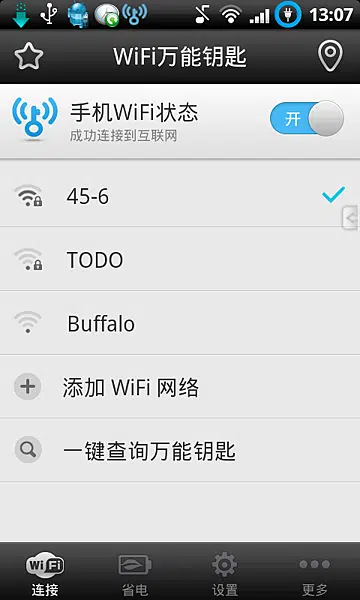 13:07
WiFi万能钥匙
手机WiFi状态
开
成功连接到互联网
45-6
TODO
Buffalo
添加 WiFi 网络
一键查询万能钥匙
WiFi
连接
省电
设置
更多